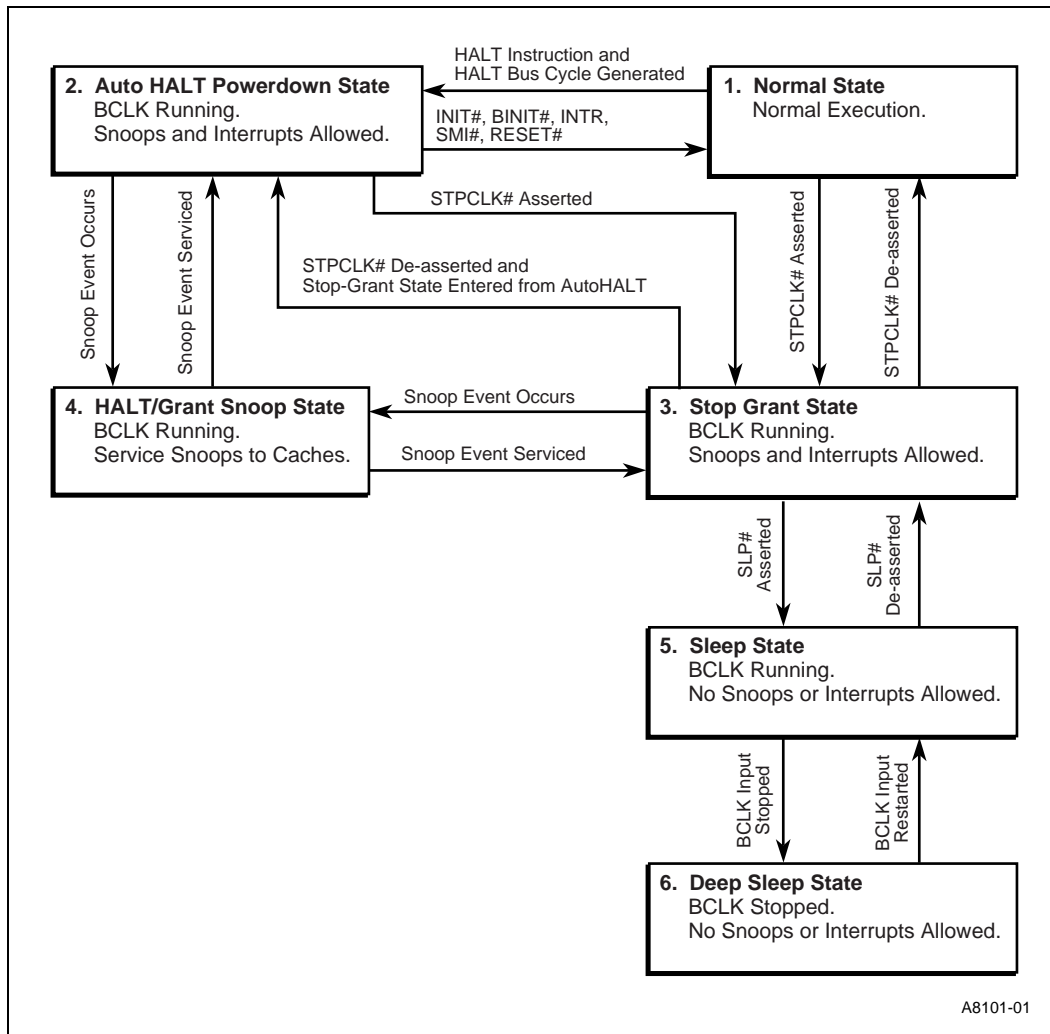 HALT Instruction and
HALT Bus Cycle Generated
2. Auto HALT Powerdown State
BCLK Running.
Snoops and Interrupts Allowed.
1. Normal State
Normal Execution.
INIT#, BINIT#, INTR,
SMI#, RESET#
Snoop Event Occurs
Snoop Event Serviced
STPCLK# Asserted
STPCLK# De-asserted and
Stop-Grant State Entered from AutoHALT
STPCLK# Asserted
STPCLK# De-asserted
4. HALT/Grant Snoop State
BCLK Running.
Service Snoops to Caches.
Snoop Event Occurs
Snoop Event Serviced
3. Stop Grant State
BCLK Running.
Snoops and Interrupts Allowed.
SLP#
Asserted
SLP#
De-asserted
5. Sleep State
BCLK Running.
No Snoops or Interrupts Allowed.
BCLK Input
Stopped
BCLK Input
Restarted
6. Deep Sleep State
BCLK Stopped.
No Snoops or Interrupts Allowed.
A8101-01